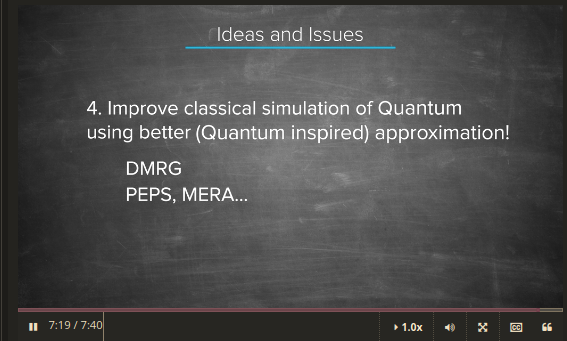 Ideas and Issues
4. Improve classical simulation of Quantum
using better (Quantum inspired) approximation!
DMRG
PEPS, MERA...
7:19 / 7:40
1.0x
CC